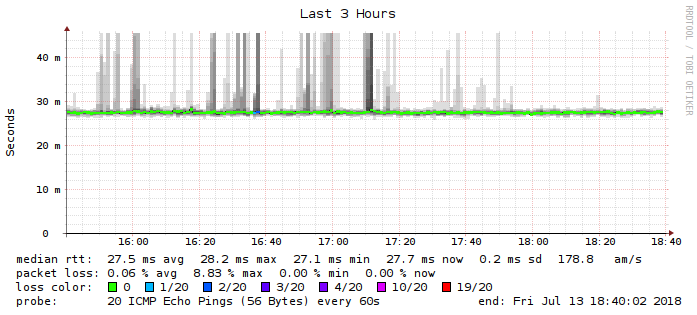 Last 3 Hours
RRDTOOL / TOBI OETIKER
Seconds
40 m
30 m
20 m
10 m
0
16:00 16:20 16:40 17:00 17:20 17:40 18:00 18:20 18:40
median rtt: 27.5 ms avg 28.2 ms max 27.1 ms min 27.7 ms now 0.2 ms sd 178.8 am/s
packet loss: 0.06 % avg 8.83 % max 0.00 % min 0.00 % now
loss color: 0 1/20 2/20 3/20 4/20 10/20 19/20
probe: 20 ICMP Echo Pings (56 Bytes) every 60s end: Fri Jul 13 18:40:02 2018